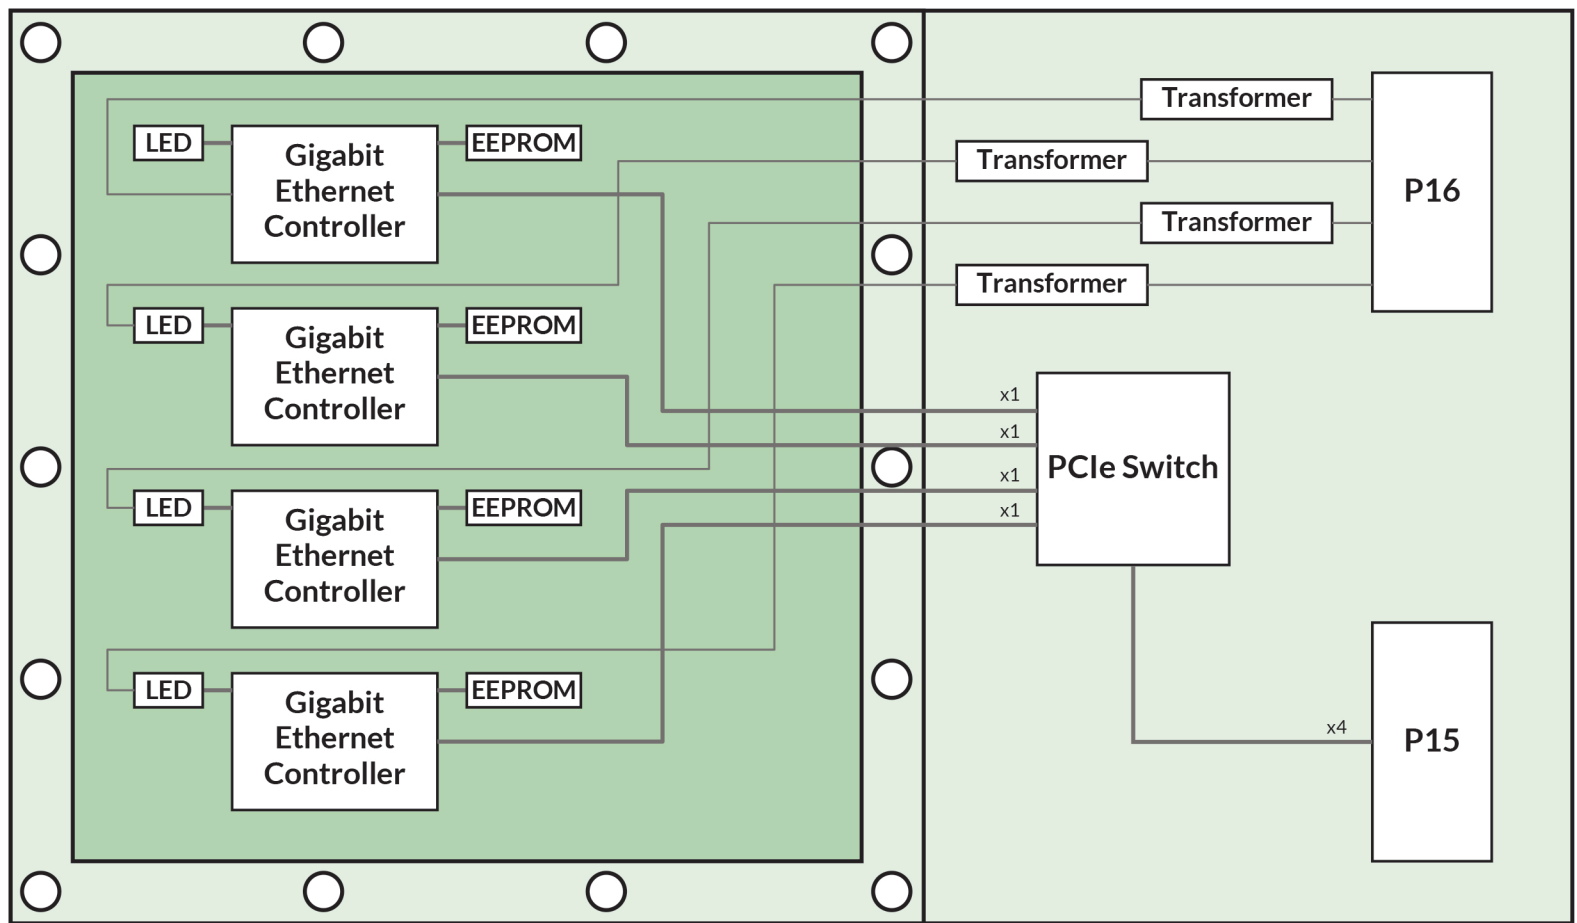 Transformer
LED
Gigabit
Ethernet
Controller
EEPROM
Transformer
P16
Transformer
Transformer
LED
Gigabit
Ethernet
Controller
EEPROM
x1
x1
PCIe Switch
x1
x1
LED
Gigabit
Ethernet
Controller
EEPROM
LED
Gigabit
Ethernet
Controller
EEPROM
x4
P15